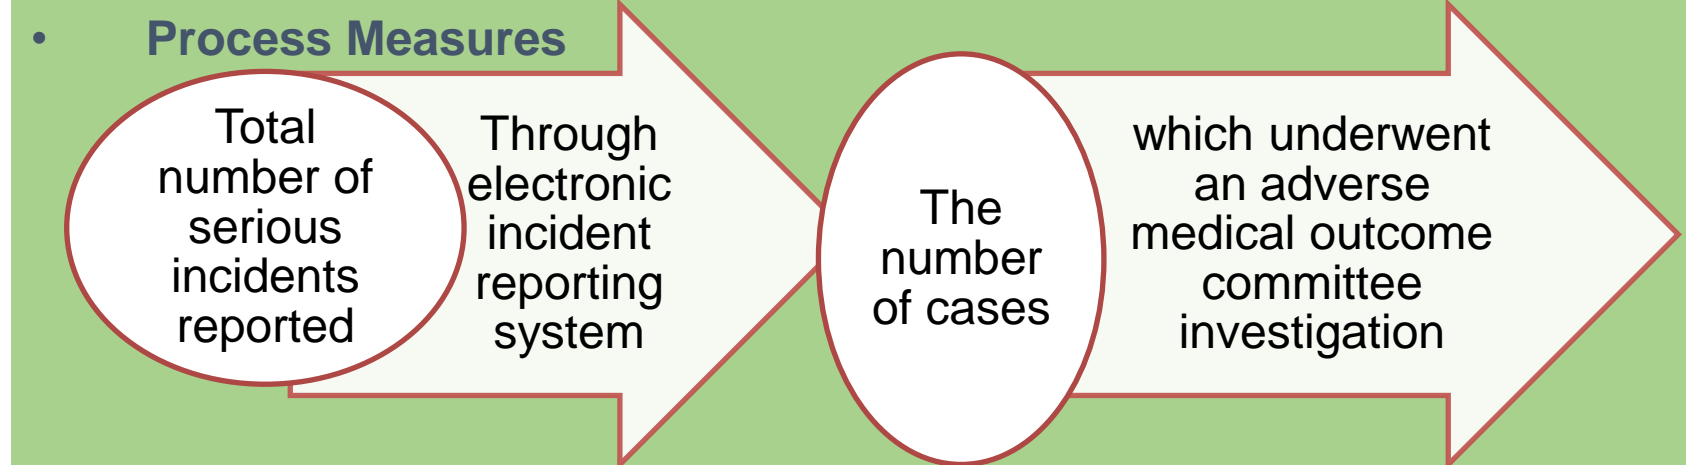 • Process Measures
Total
number of
serious
incidents
reported
Through
electronic
incident
reporting
system
The
number
of cases
which underwent
an adverse
medical outcome
committee
investigation